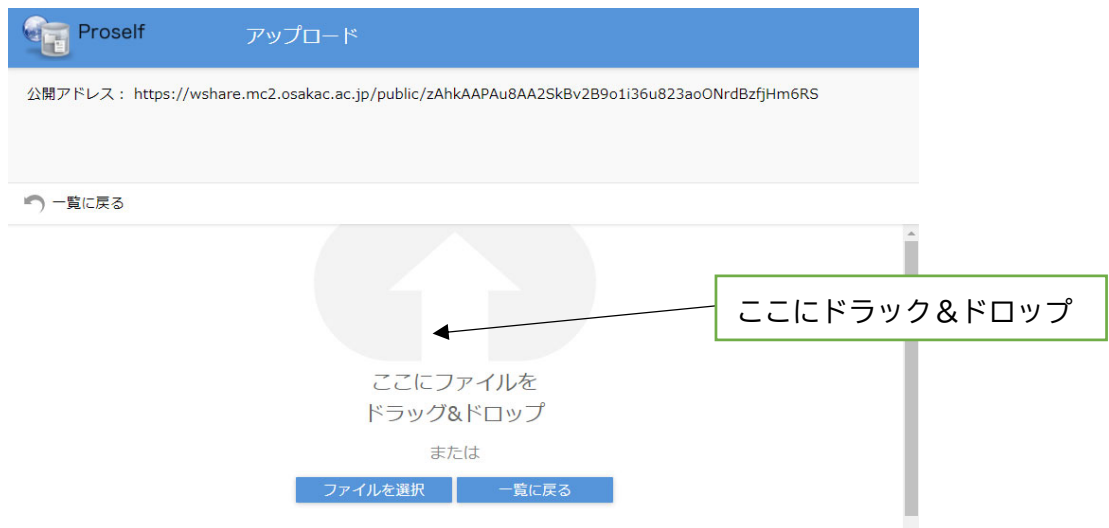 Proself アップロード
公開アドレス： https://wshare.mc2.osakac.ac.jp/public/zAhkAAPAu8AA2SkBv2B9o1i36u823aoONrdBzfjHm6RS
一覧に戻る
ここにドラック＆ドロップ
ここにファイルを
ドラッグ&ドロップ
または
ファイルを選択 一覧に戻る